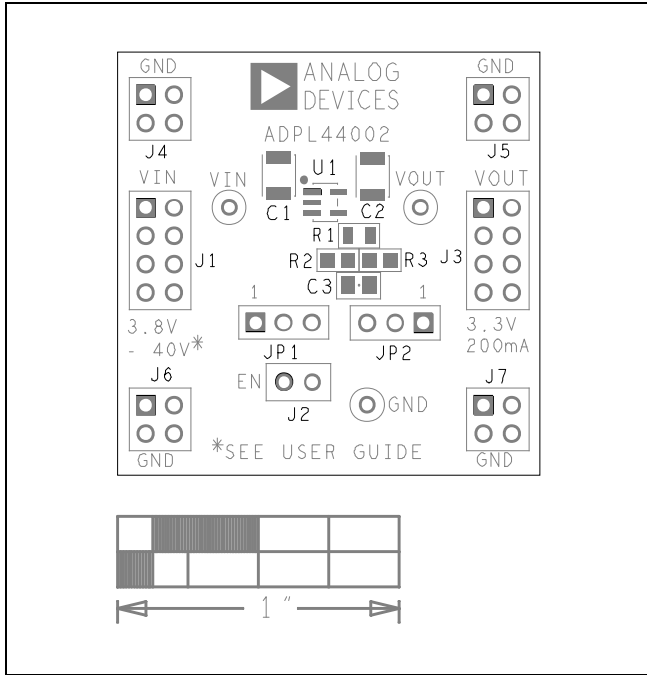 GND
ANALOG
DEVICES
GND
ADPL44002
J4
J5
VIN
VIN
U1
VOUT
VOUT
C1
C2
R1
J1
R2
R3
J3
C3
1
1
3.8V
- 40V*
JP1
JP2
3.3V
200mA
J6
EN
J2
GND
J7
*SEE USER GUIDE
GND
GND
1 "